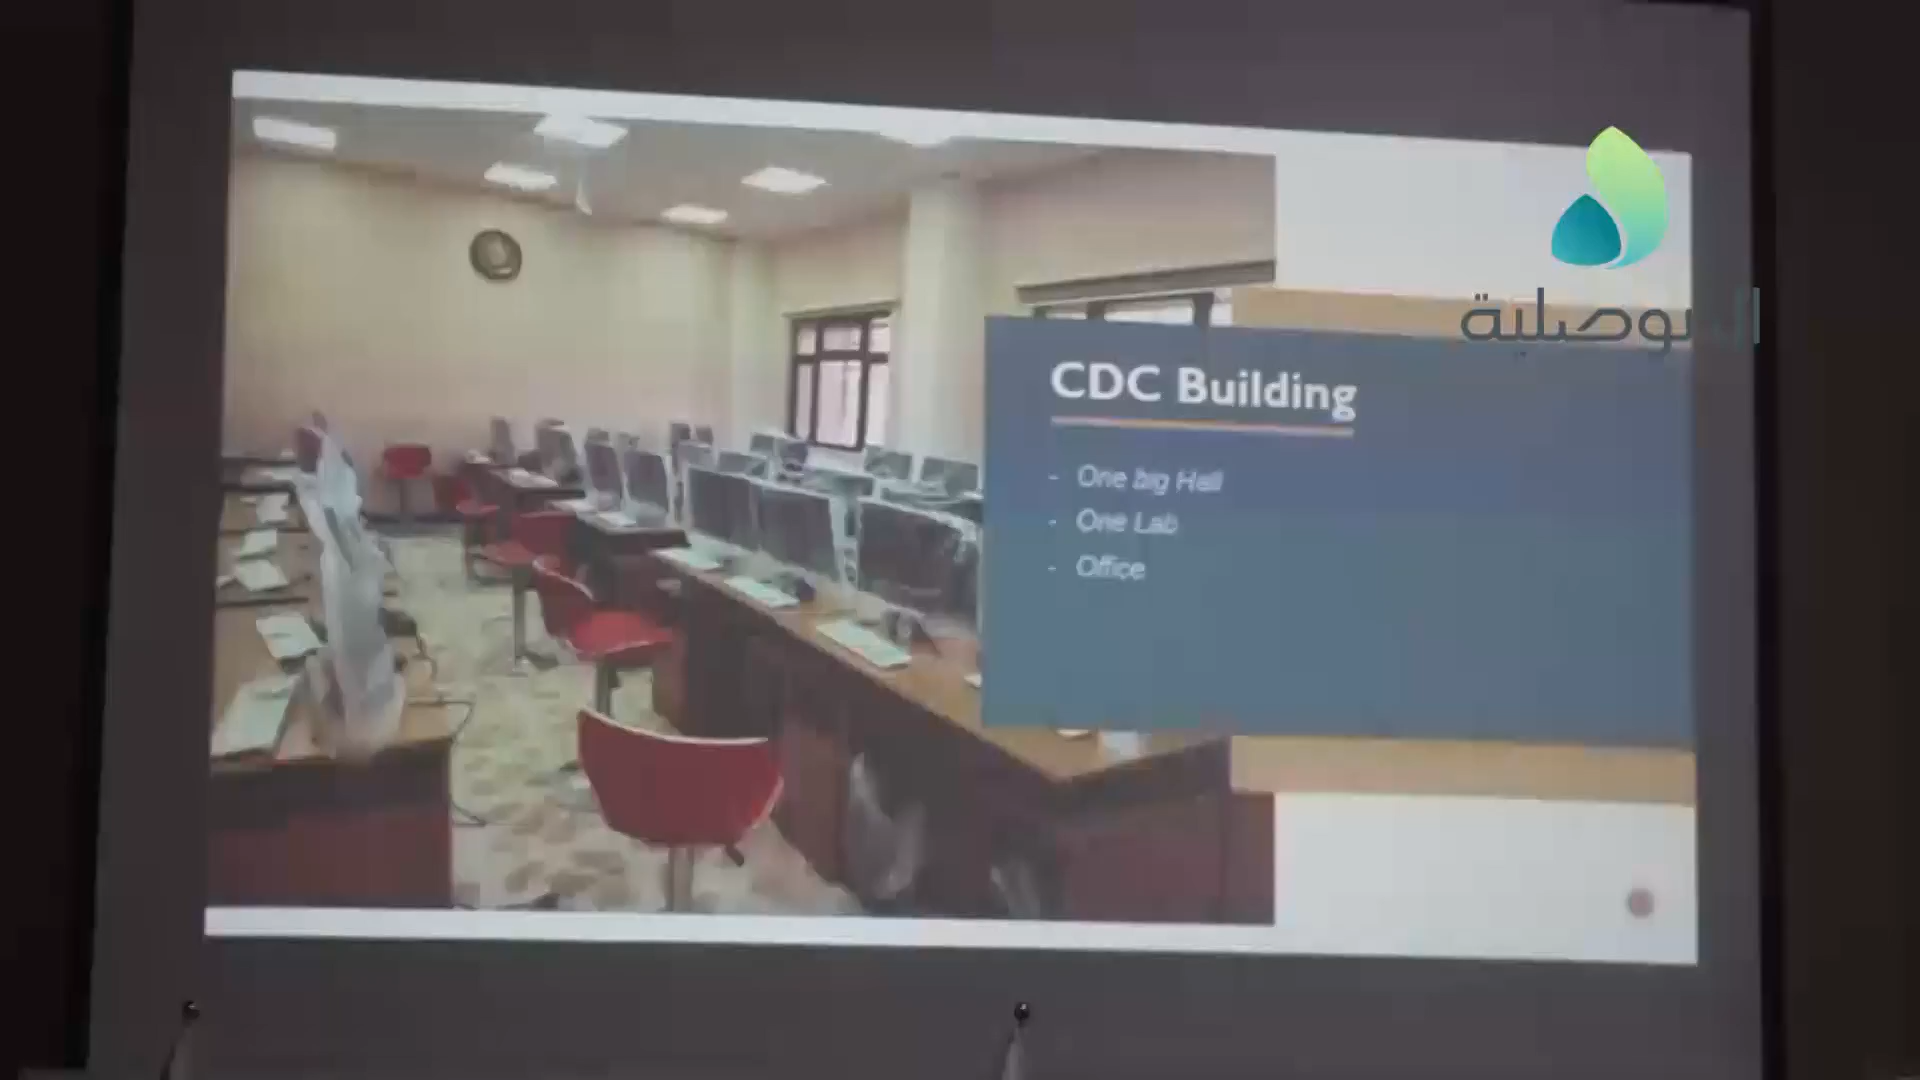 الموصلية
CDC Building
- One big Hall
- One Lab
- Office